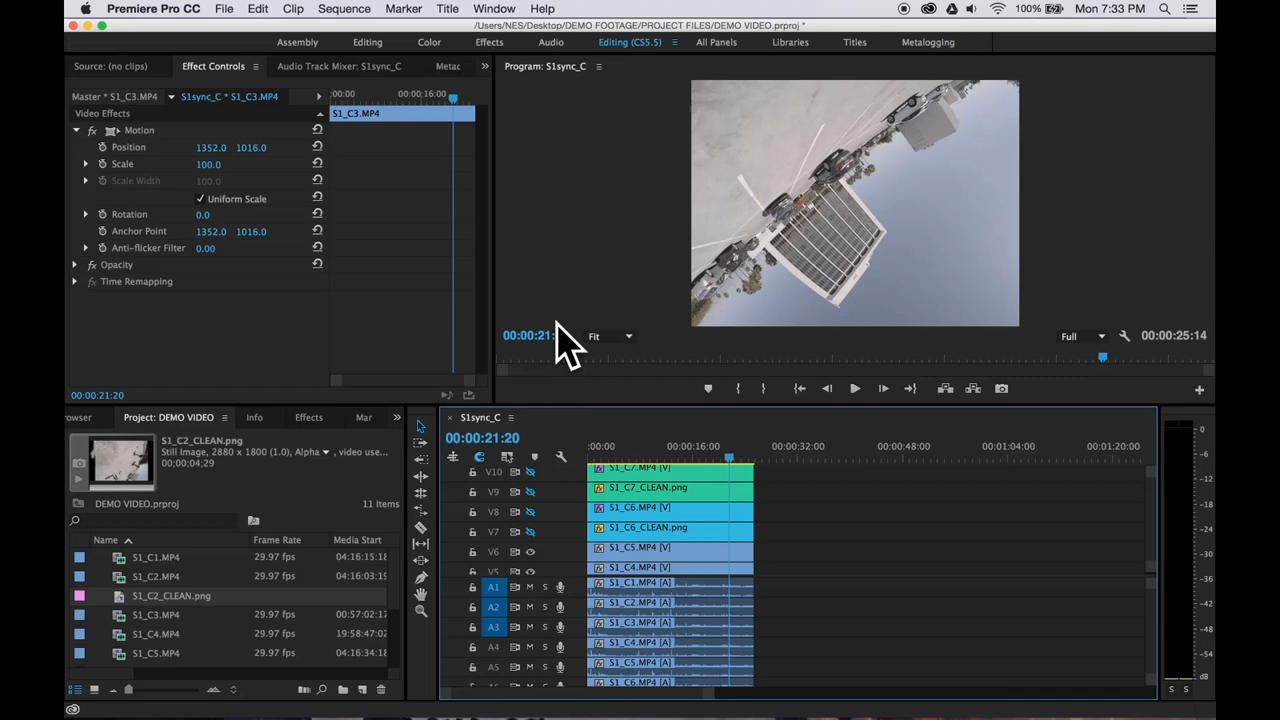 Premiere Pro CC File Edit Clip Sequence Marker Title Window Help 100% Mon 7:33 PM
/Users/NES/Desktop/DEMO FOOTAGE/PROJECT FILES/DEMO VIDEO.prproj *
Assembly Editing Color Effects Audio Editing (CS5.5) All Panels Libraries Titles Metalogging
Source: (no clips) Effect Controls Audio Track Mixer: S1sync_C Metac
Program: S1sync_C
Master * S1_C3.MP4 S1sync_C * S1_C3.MP4 :00:00 00:00:16:00
Video Effects S1_C3.MP4
fx Motion
Position 1352.0 1016.0
Scale 100.0
Scale Width 100.0
Uniform Scale
Rotation 0.0
Anchor Point 1352.0 1016.0
Anti-flicker Filter 0.00
fx Opacity
fx Time Remapping
00:00:21:20
00:00:21: Fit Full 00:00:25:14
rowser Project: DEMO VIDEO Info Effects Mar
S1_C2_CLEAN.png
Still Image, 2880 x 1800 (1.0), Alpha , video use...
00:00:04;29
DEMO VIDEO.prproj 11 Items
Name Frame Rate Media Start
S1_C1.MP4 29.97 fps 04:16:15:18
S1_C2.MP4 29.97 fps 04:16:03:19
S1_C2_CLEAN.png
S1_C3.MP4 29.97 fps 00:57:02:17
S1_C4.MP4 29.97 fps 19:58:47:02
S1_C5.MP4 29.97 fps 04:16:34:18
S1sync_C
00:00:21:20
:00:00 00:00:16:00 00:00:32:00 00:00:48:00 00:01:04:00 00:01:20:00
V10 S1_C7.MP4 [V]
V9 S1_C7_CLEAN.png
V8 S1_C6.MP4 [V]
V7 S1_C6_CLEAN.png
V6 S1_C5.MP4 [V]
V5 S1_C4.MP4 [V]
A1 M S S1_C1.MP4 [A]
A2 M S S1_C2.MP4 [A]
A3 M S S1_C3.MP4 [A]
A4 M S S1_C4.MP4 [A]
A5 M S S1_C5.MP4 [A]
S1_C6.MP4 [A]
0
-6
-12
-18
-24
-30
-36
-42
-48
-54
dB
S S